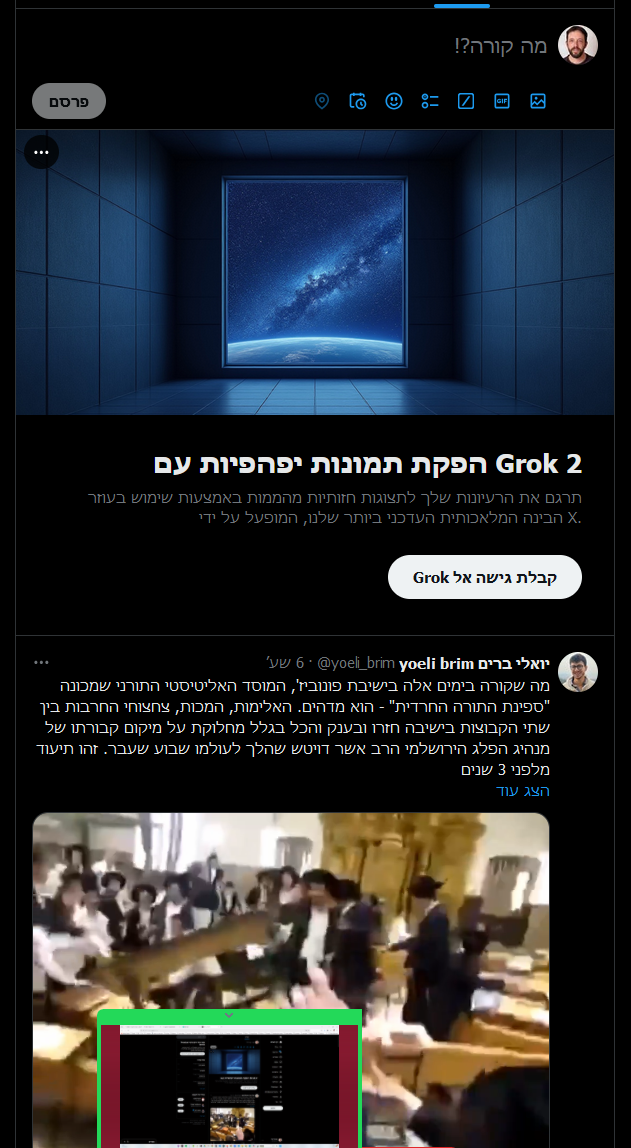 מה קורה?!
פרסם
GIF
הפקת תמונות יפהפיות עם Grok 2
תרגם את הרעיונות שלך לתצוגות חזותיות מהממות באמצעות שימוש בעוזר
הבינה המלאכותית העדכני ביותר שלנו, המופעל על ידי X.
קבלת גישה אל Grok
יואלי ברים yoeli brim @yoeli_brim · 6 שע'
מה שקורה בימים אלה בישיבת פונוביז', המוסד האליטיסטי התורני שמכונה
"ספינת התורה החרדית" - הוא מדהים. האלימות, המכות, צחצוחי החרבות בין
שתי הקבוצות בישיבה חזרו ובענק והכל בגלל מחלוקת על מיקום קבורתו של
מנהיג הפלג הירושלמי הרב אשר דויטש שהלך לעולמו שבוע שעבר. זהו תיעוד
מלפני 3 שנים
הצג עוד